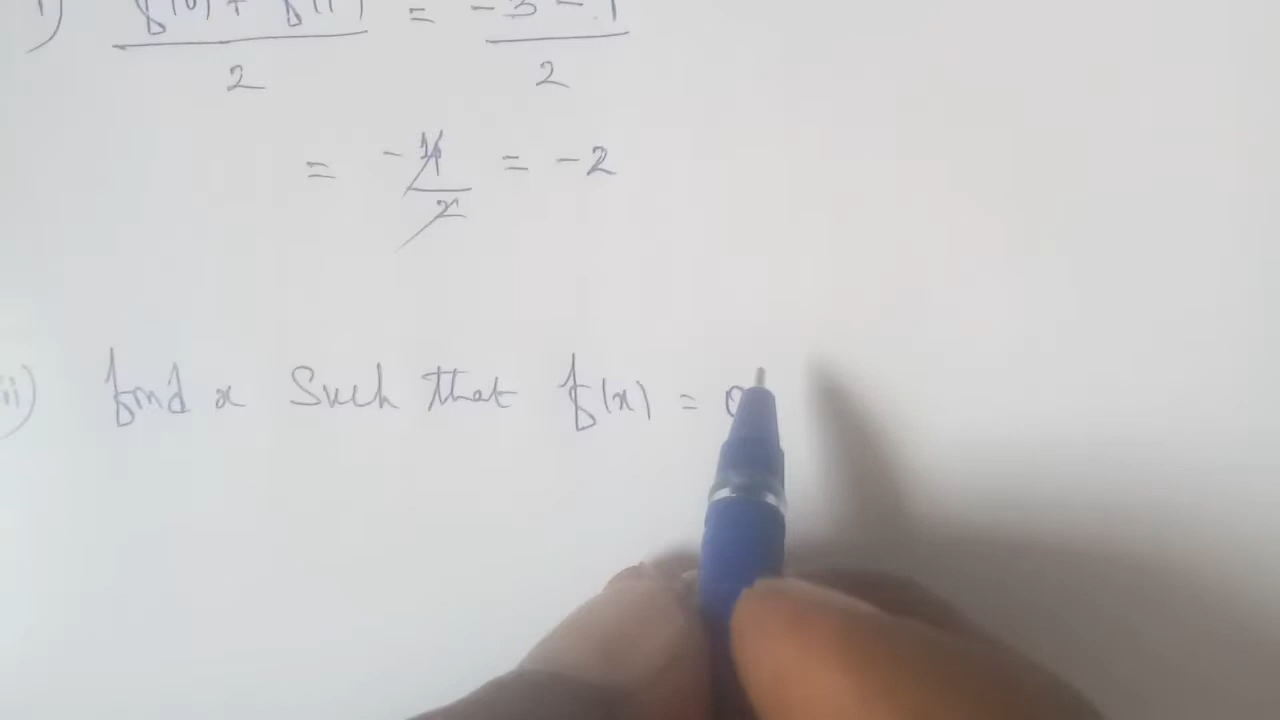 i) f(0) + f(1) = -3 - 1
2 2
= -4 = -2
2
ii) find x Such that f(x) = 0